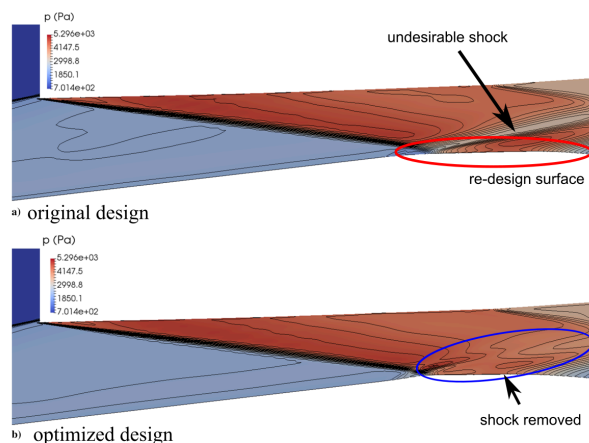 p (Pa)
5.296e+03
4147.5
2998.8
1850.1
7.014e+02
undesirable shock
re-design surface
a) original design
p (Pa)
5.296e+03
4147.5
2998.8
1850.1
7.014e+02
shock removed
b) optimized design